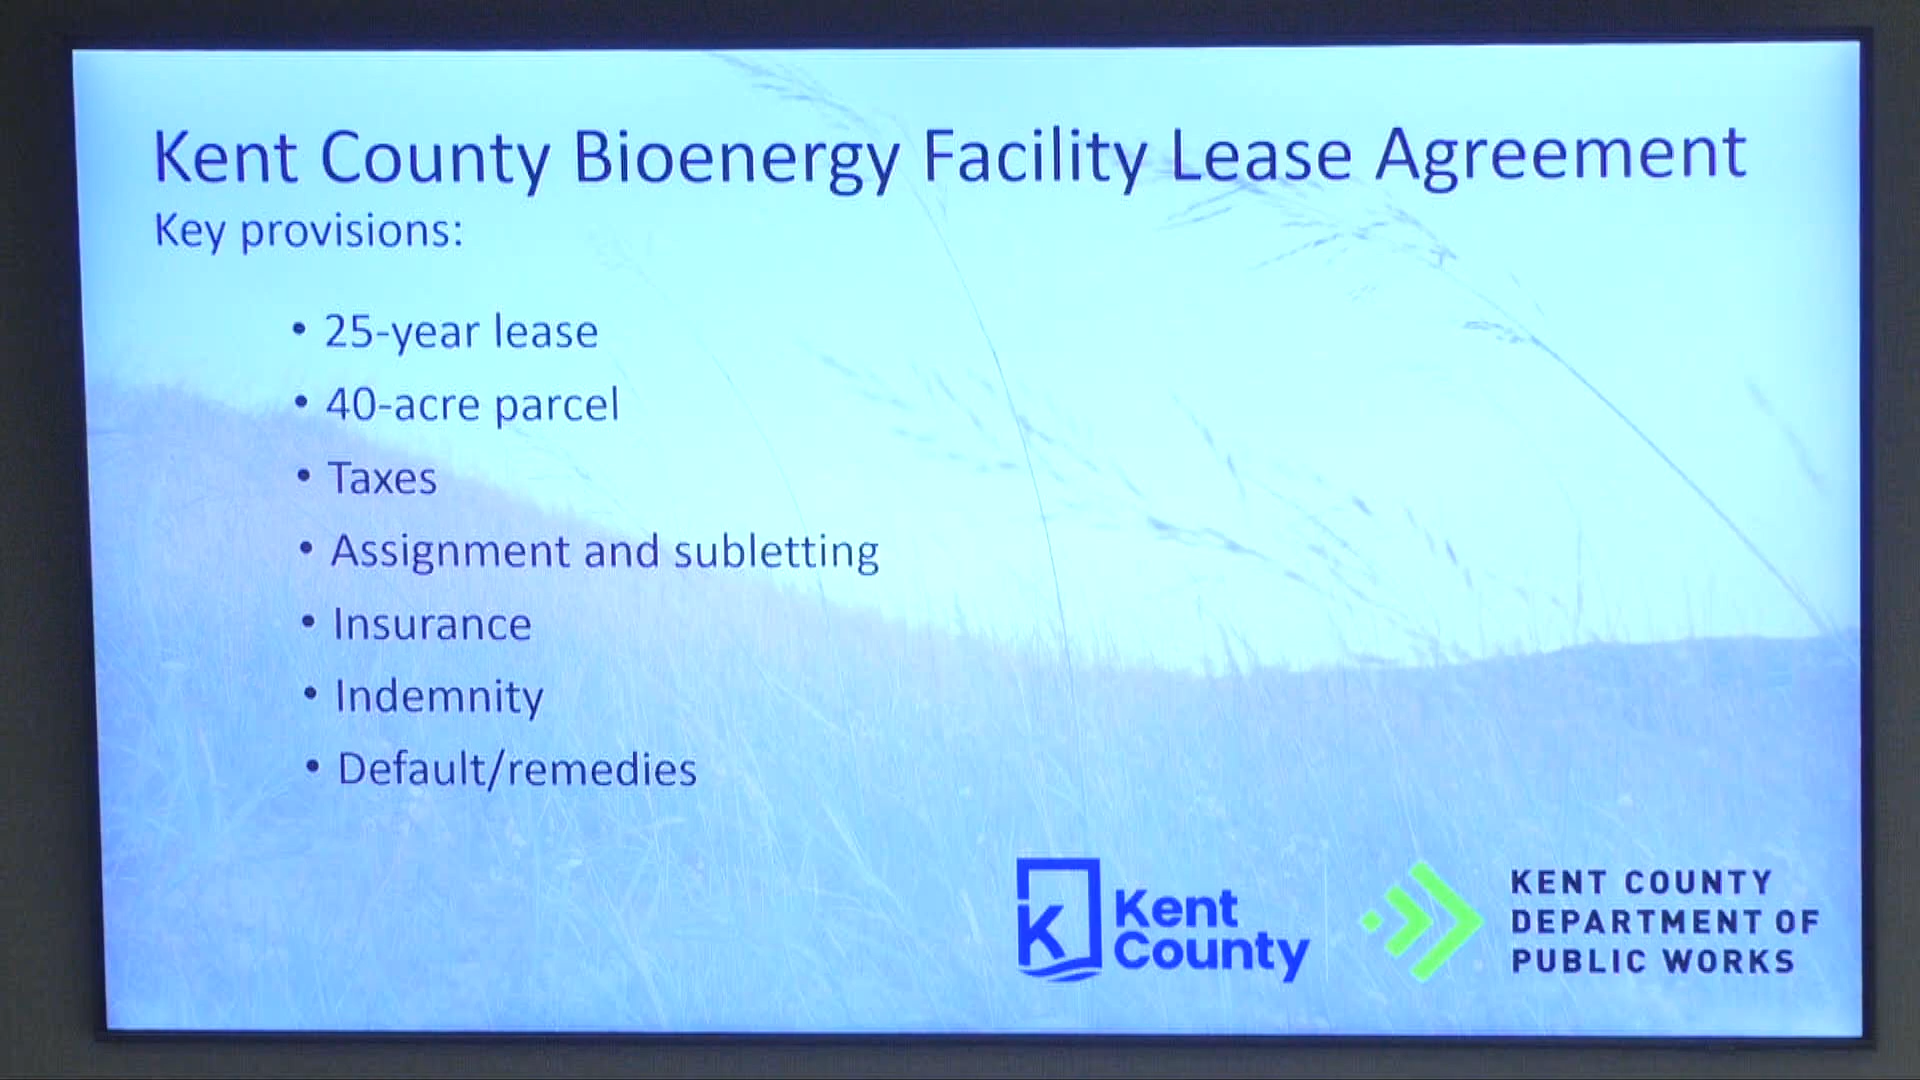 Kent County Bioenergy Facility Lease Agreement
Key provisions:
• 25-year lease
• 40-acre parcel
• Taxes
• Assignment and subletting
• Insurance
• Indemnity
• Default/remedies
K
Kent
County
KENT COUNTY
DEPARTMENT OF
PUBLIC WORKS